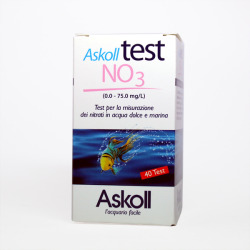 Askoll test
NO3
(0.0 - 75.0 mg/L)
Test per la misurazione
dei nitrati in acqua dolce e marina
40 Test
Askoll
l'acquario facile